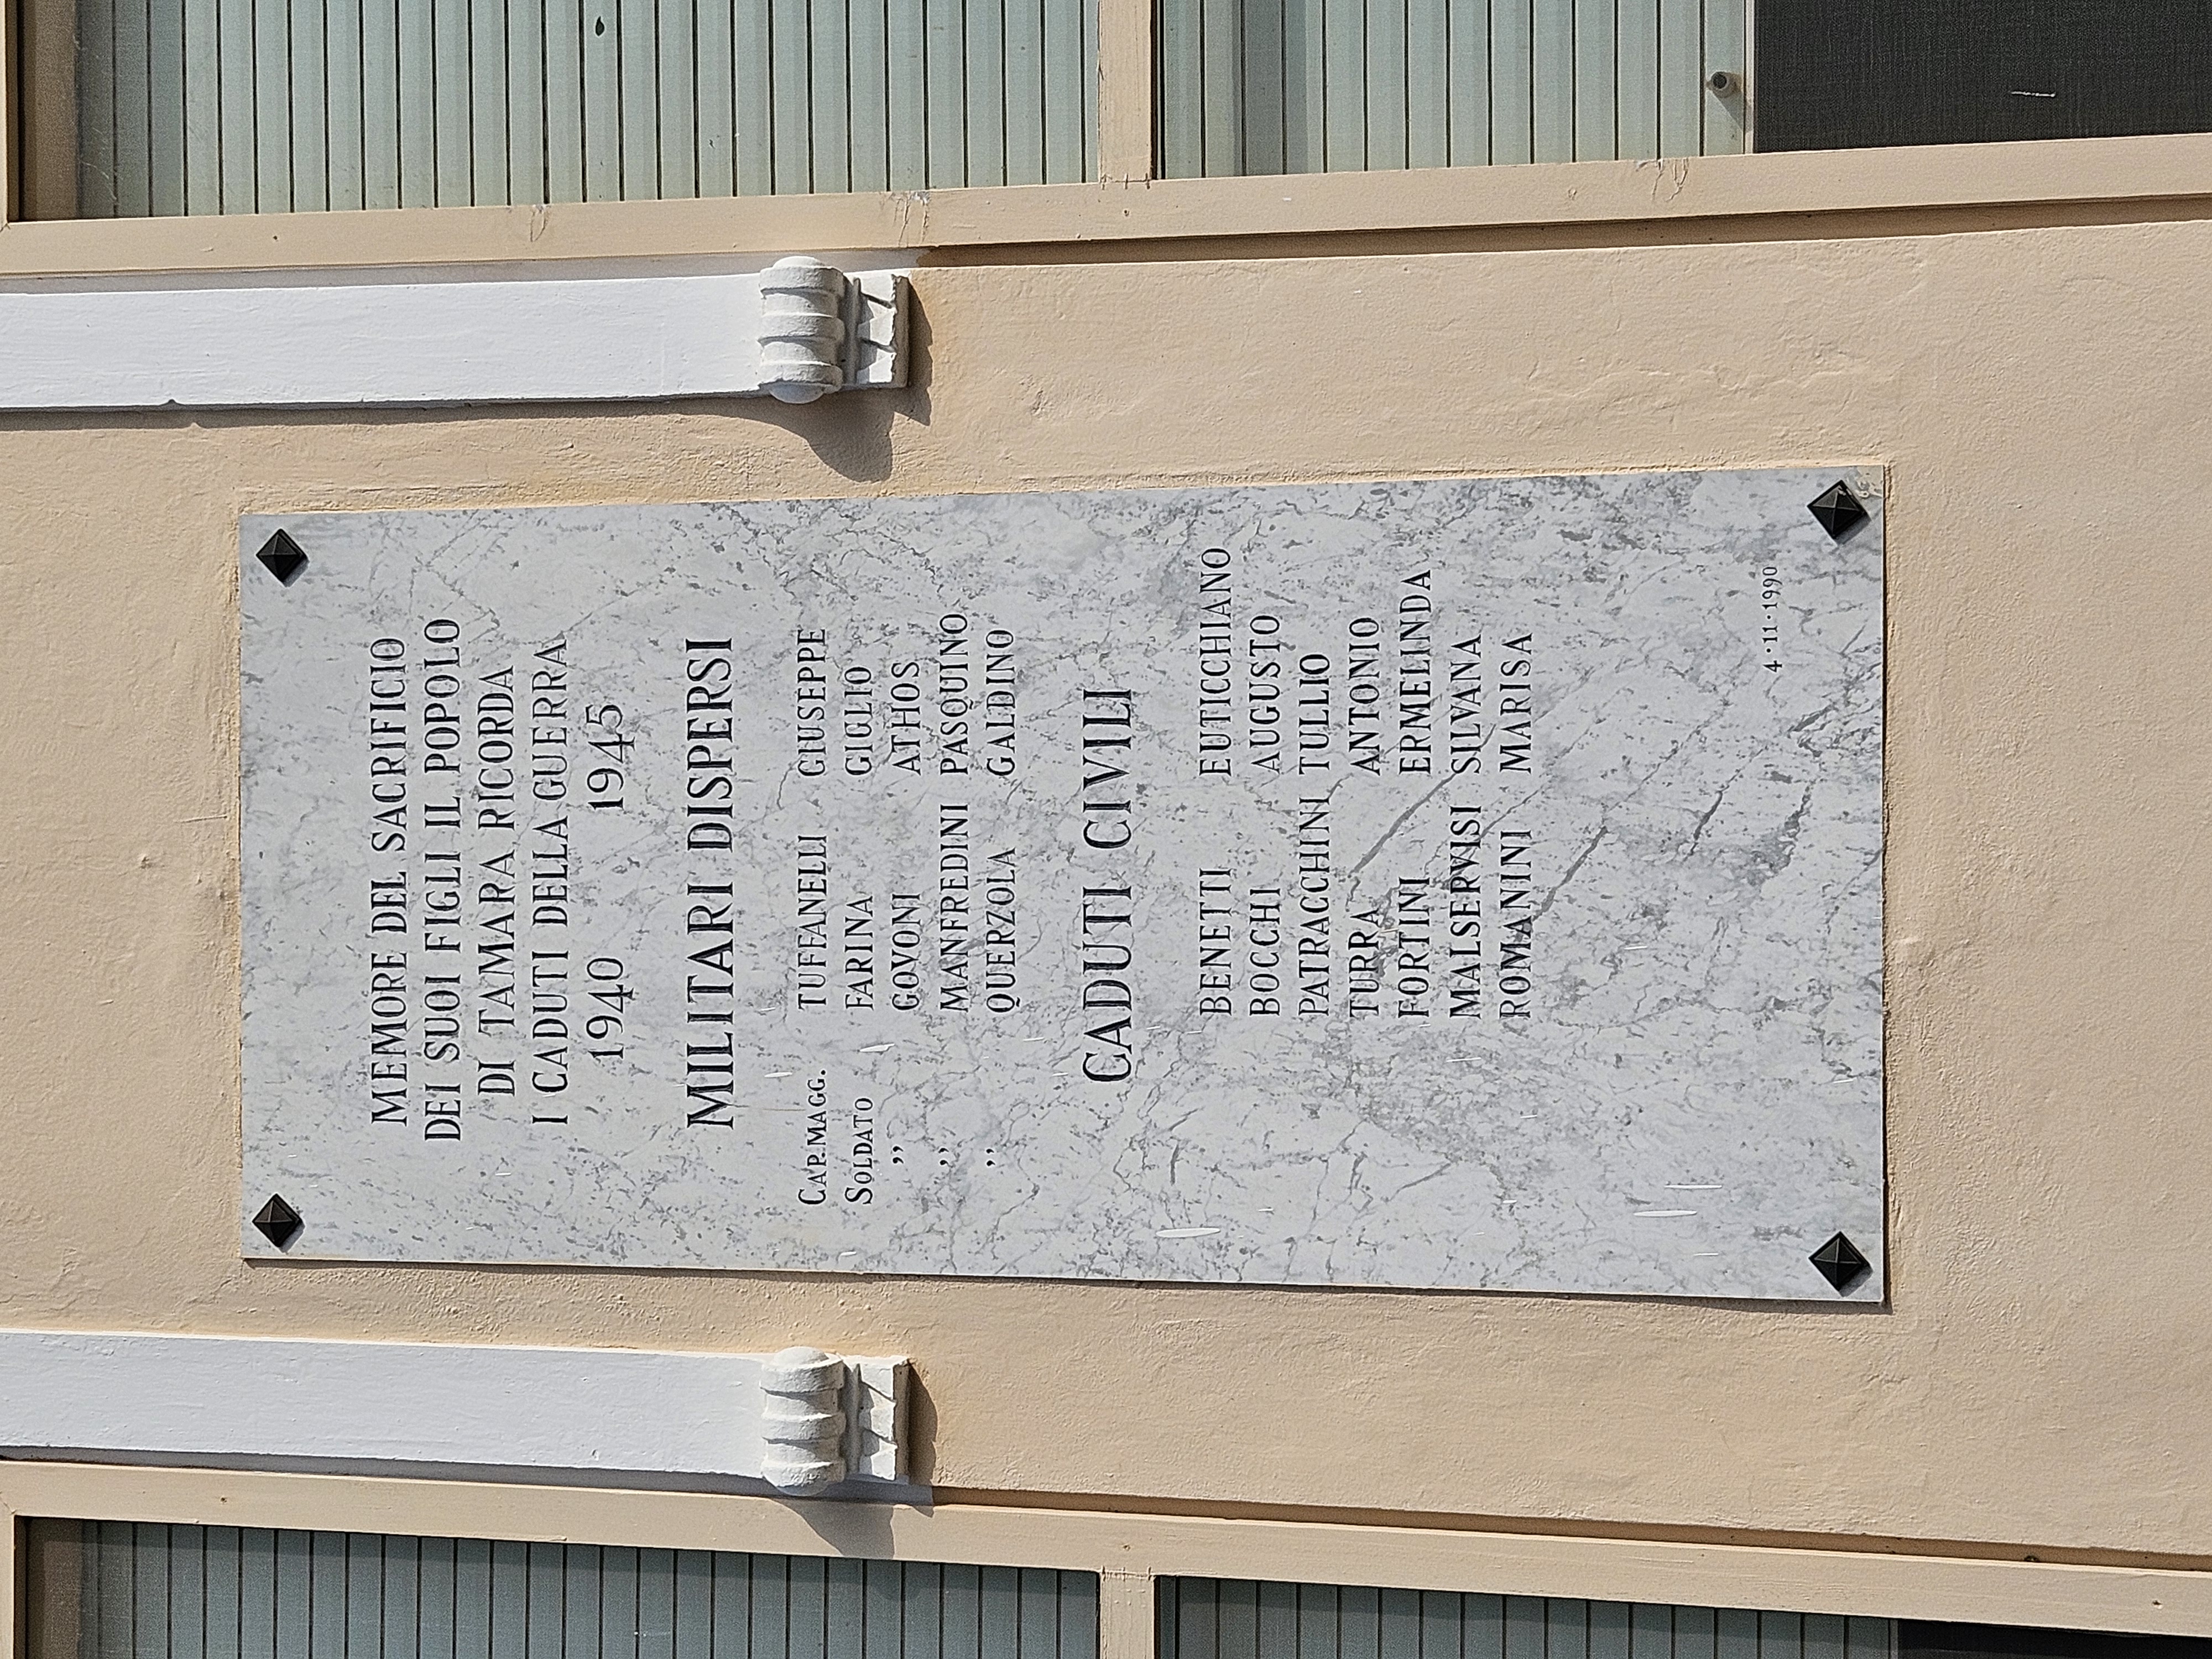 MEMORE DEL SACRIFICIO
DEI SUOI FIGLI IL POPOLO
DI TAMARA RICORDA
I CADUTI DELLA GUERRA
1940 1945
MILITARI DISPERSI
CAP.MAGG. TUFFANELLI GIUSEPPE
SOLDATO FARINA GIGLIO
,, GOVONI ATHOS
,, MANFREDINI PASQUINO
,, QUERZOLA GALDINO
CADUTI CIVILI
BENETTI EUTICCHIANO
BOCCHI AUGUSTO
PATRACCHINI TULLIO
TURRA ANTONIO
FORTINI ERMELINDA
MALSERVISI SILVANA
ROMANINI MARISA
4·11·1990